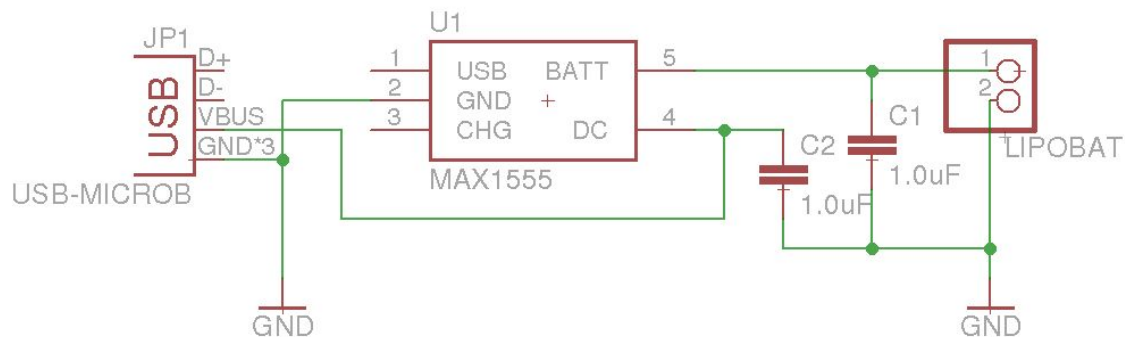 JP1
D+
D-
VBUS
GND*3
USB
USB-MICROB
U1
1
2
3
USB
GND
CHG
BATT
DC
5
4
MAX1555
C2
1.0uF
C1
1.0uF
1
2
LIPOBAT
GND
GND